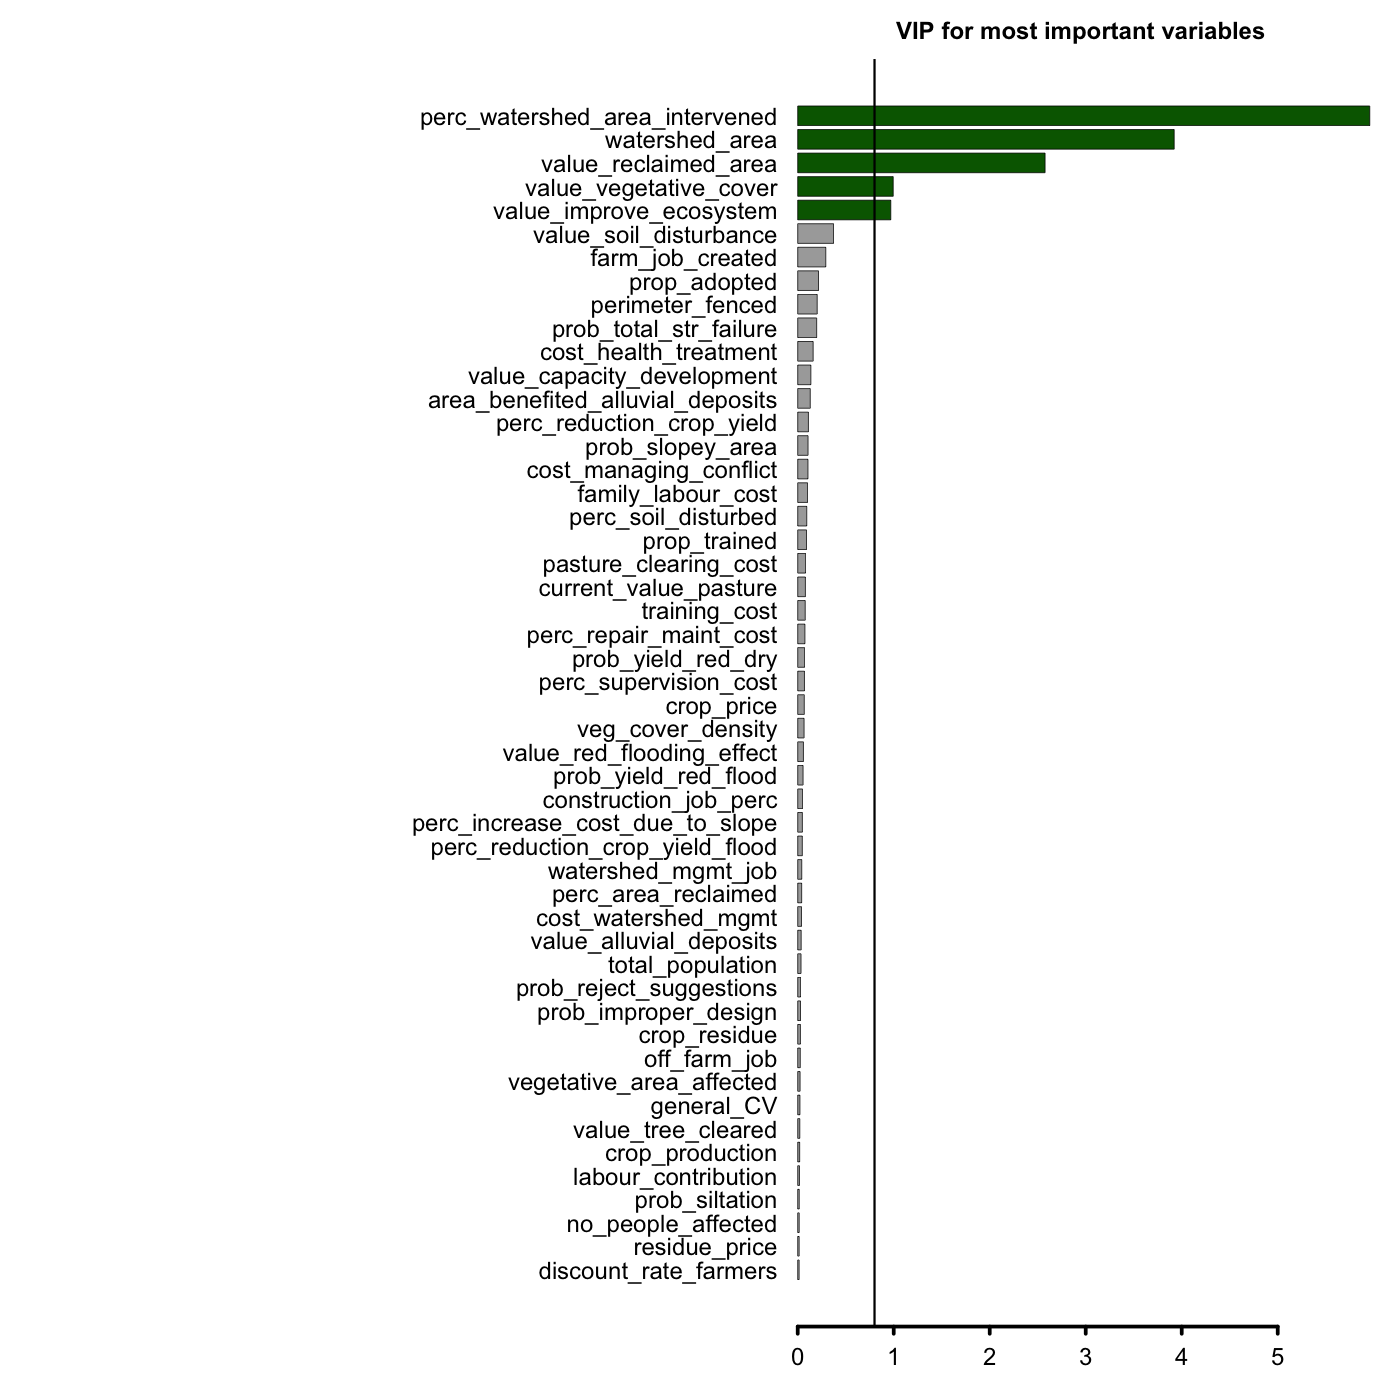 VIP for most important variables
perc_watershed_area_intervened
watershed_area
value_reclaimed_area
value_vegetative_cover
value_improve_ecosystem
value_soil_disturbance
farm_job_created
prop_adopted
perimeter_fenced
prob_total_str_failure
cost_health_treatment
value_capacity_development
area_benefited_alluvial_deposits
perc_reduction_crop_yield
prob_slopey_area
cost_managing_conflict
family_labour_cost
perc_soil_disturbed
prop_trained
pasture_clearing_cost
current_value_pasture
training_cost
perc_repair_maint_cost
prob_yield_red_dry
perc_supervision_cost
crop_price
veg_cover_density
value_red_flooding_effect
prob_yield_red_flood
construction_job_perc
perc_increase_cost_due_to_slope
perc_reduction_crop_yield_flood
watershed_mgmt_job
perc_area_reclaimed
cost_watershed_mgmt
value_alluvial_deposits
total_population
prob_reject_suggestions
prob_improper_design
crop_residue
off_farm_job
vegetative_area_affected
general_CV
value_tree_cleared
crop_production
labour_contribution
prob_siltation
no_people_affected
residue_price
discount_rate_farmers
0 1 2 3 4 5